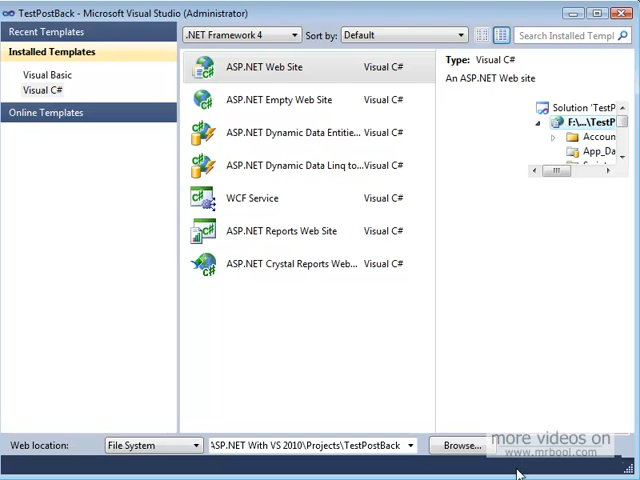 TestPostBack - Microsoft Visual Studio (Administrator)
Recent Templates
Installed Templates
Visual Basic
Visual C#
Online Templates
.NET Framework 4
Sort by:
Default
Search Installed Templ
ASP.NET Web Site
Visual C#
ASP.NET Empty Web Site
Visual C#
ASP.NET Dynamic Data Entitie...
Visual C#
ASP.NET Dynamic Data Linq to...
Visual C#
WCF Service
Visual C#
ASP.NET Reports Web Site
Visual C#
ASP.NET Crystal Reports Web...
Visual C#
Type: Visual C#
An ASP.NET Web site
Solution 'TestP
F:\...\TestP
Accoun
App_Da
Web location:
File System
ASP.NET With VS 2010\Projects\TestPostBack
Browse...
more videos on
www.mrbool.com